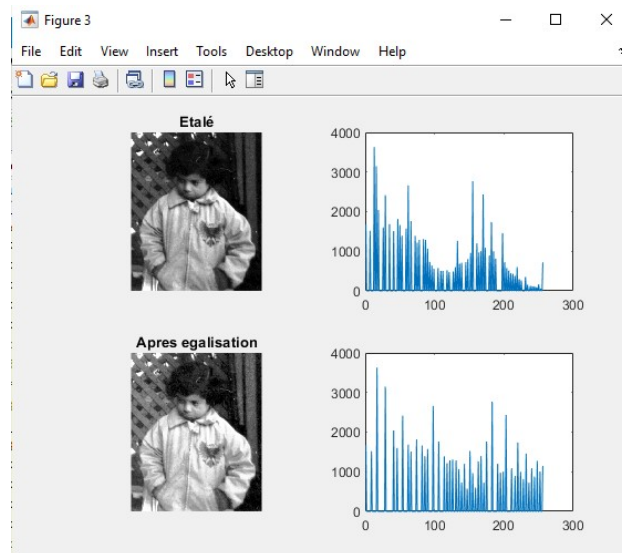 Figure 3
File Edit View Insert Tools Desktop Window Help
Etalé
4000
3000
2000
1000
0
0 100 200 300
Apres egalisation
4000
3000
2000
1000
0
0 100 200 300